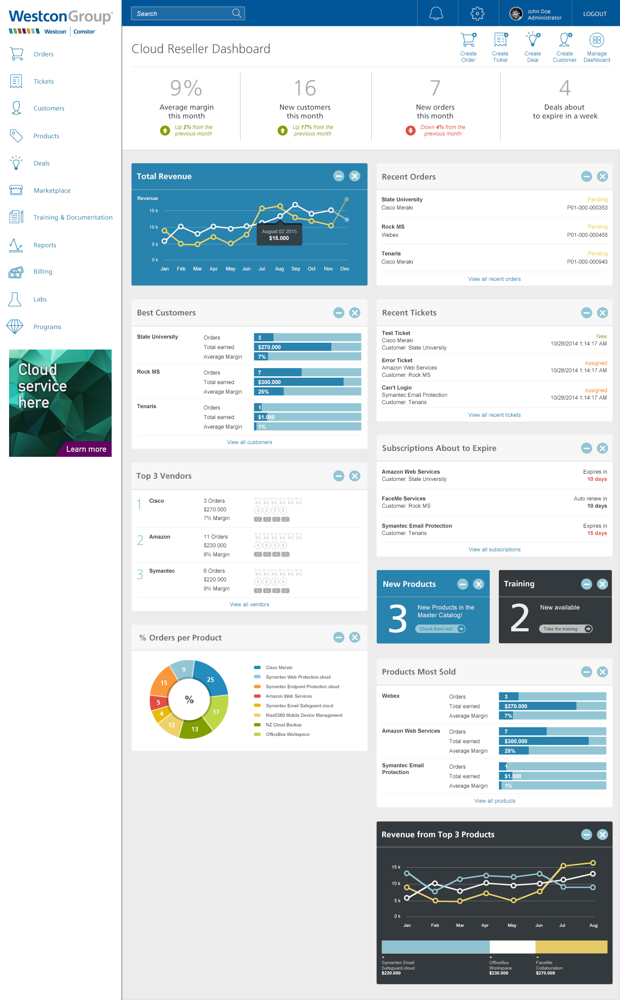 WestconGroup
Westcon Comstor
Orders
Tickets
Customers
Products
Deals
Marketplace
Training & Documentation
Reports
Billing
Labs
Programs
Cloud
service
here
Learn more
Search
John Doe
Administrator
LOGOUT
Cloud Reseller Dashboard
Create
Order
Create
Ticket
Create
Deal
Create
Customer
Manage
Dashboard
9%
Average margin
this month
Up 2% from the
previous month
16
New customers
this month
Up 17% from the
previous month
7
New orders
this month
Down 4% from the
previous month
4
Deals about
to expire in a week
Total Revenue
Revenue
15 k
10 k
5 k
0 k
August 02 2015
$15.000
Jan Feb Mar Apr May Jun Jul Aug Sep Oct Nov Dec
Recent Orders
State University Pending
Cisco Meraki P01-000-000353
Rock MS Pending
Webex P01-000-000455
Tenaris Pending
Cisco Meraki P01-000-000943
View all recent orders
Best Customers
State University Orders 3
Total earned $270.000
Average Margin 7%
Rock MS Orders 7
Total earned $300.000
Average Margin 25%
Tenaris Orders 1
Total earned $1.000
Average Margin 1%
View all customers
Recent Tickets
Test Ticket New
Cisco Meraki 10/28/2014 1:14:17 AM
Customer: State University
Error Ticket Assigned
Amazon Web Services 10/28/2014 1:14:17 AM
Customer: Rock MS
Can't Login Assigned
Symantec Email Protection 10/28/2014 1:14:17 AM
Customer: Tenaris
View all recent tickets
Top 3 Vendors
1 Cisco 3 Orders
$270.000
7% Margin
2 Amazon 11 Orders
$230.000
8% Margin
3 Symantec 6 Orders
$220.000
9% Margin
View all vendors
Subscriptions About to Expire
Amazon Web Services Expires in
Customer: State University 10 days
FaceMe Services Auto renew in
Customer: Rock MS 10 days
Symantec Email Protection Expires in
Customer: Tenaris 15 days
View all subscriptions
New Products
3
New Products in the
Master Catalog!
Check them out!
Training
2
New available
Take the training
% Orders per Product
9
25
15
%
5
17
4
12
13
Cisco Meraki
Symantec Web Protection.cloud
Symantec Endpoint Protection.cloud
Amazon Web Services
Symantec Email Safeguard.cloud
Maa5360 Mobile Device Management
NZ Cloud Backup
OfficeBox Workspace
Products Most Sold
Webex Orders 3
Total earned $270.000
Average Margin 7%
Amazon Web Services Orders 7
Total earned $300.000
Average Margin 25%
Symantec Email
Protection
Orders 1
Total earned $1.000
Average Margin 1%
View all products
Revenue from Top 3 Products
15 k
10 k
5 k
0 k
Jan Feb Mar Apr May Jun Jul Aug
Symantec Email
Safeguard.cloud
$220.000
OfficeBox
Workspace
$230.000
FaceMe
Collaboration
$270.000